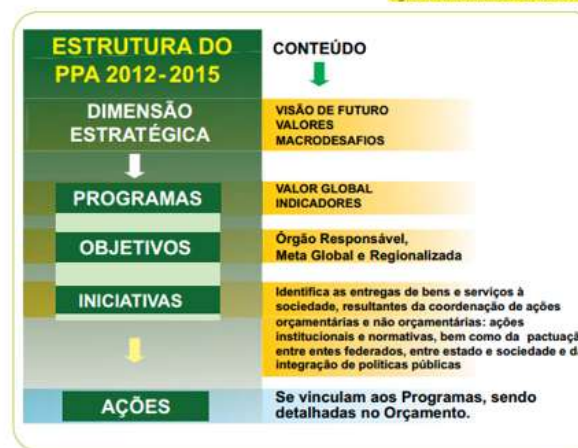 ESTRUTURA DO
PPA 2012-2015
CONTEÚDO
DIMENSÃO
ESTRATÉGICA
VISÃO DE FUTURO
VALORES
MACRODESAFIOS
PROGRAMAS
VALOR GLOBAL
INDICADORES
OBJETIVOS
Órgão Responsável,
Meta Global e Regionalizada
INICIATIVAS
Identifica as entregas de bens e serviços à
sociedade, resultantes da coordenação de ações
orçamentárias e não orçamentárias: ações
institucionais e normativas, bem como da pactuaçã
entre entes federados, entre estado e sociedade e d
integração de políticas públicas
AÇÕES
Se vinculam aos Programas, sendo
detalhadas no Orçamento.